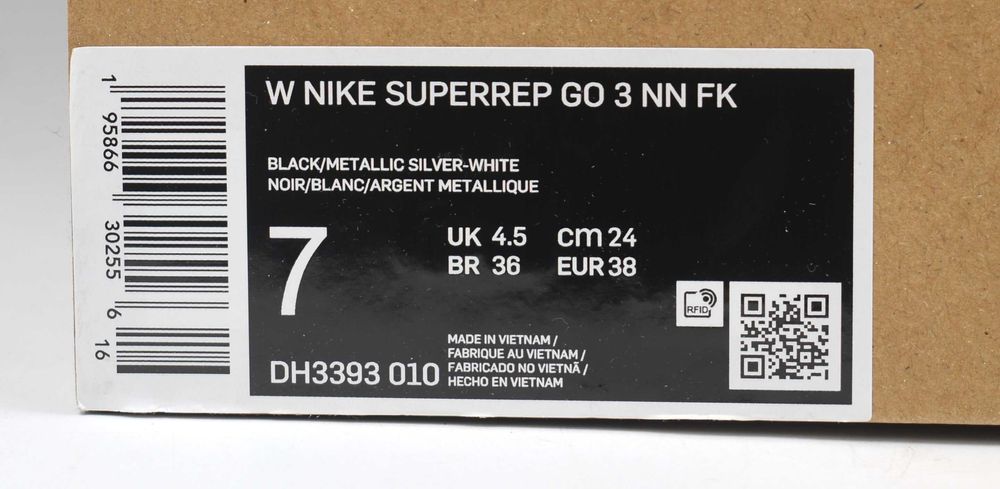 W NIKE SUPERREP GO 3 NN FK
BLACK/METALLIC SILVER-WHITE
NOIR/BLANC/ARGENT METALLIQUE
7
UK 4.5 cm 24
BR 36 EUR 38
RFID
DH3393 010
MADE IN VIETNAM /
FABRIQUE AU VIETNAM /
FABRICADO NO VIETNÃ /
HECHO EN VIETNAM
1 95866 30255 6 16